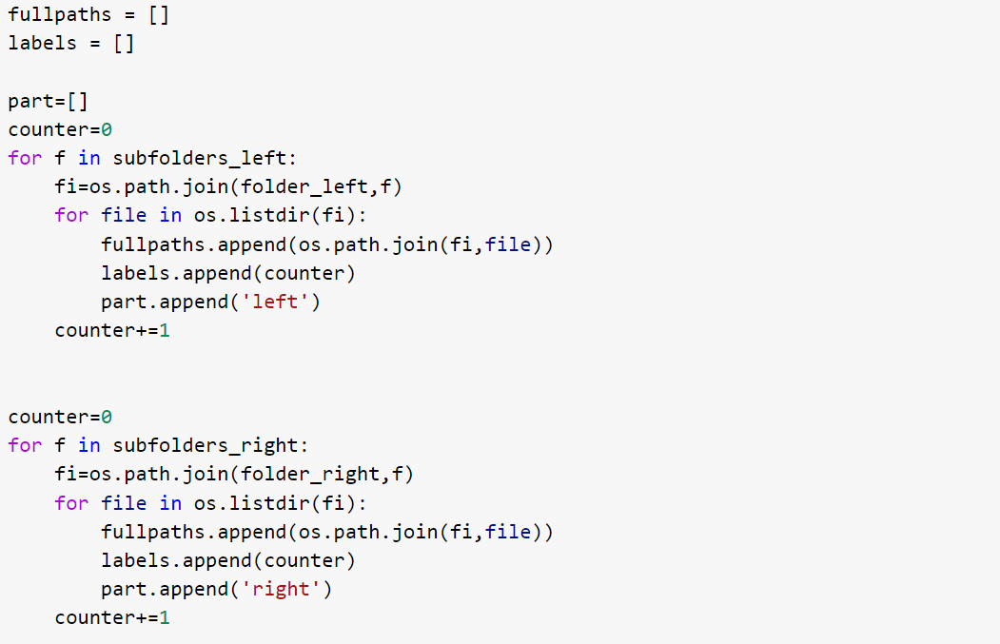 fullpaths = []
labels = []

part=[]
counter=0
for f in subfolders_left:
    fi=os.path.join(folder_left,f)
    for file in os.listdir(fi):
        fullpaths.append(os.path.join(fi,file))
        labels.append(counter)
        part.append('left')
    counter+=1


counter=0
for f in subfolders_right:
    fi=os.path.join(folder_right,f)
    for file in os.listdir(fi):
        fullpaths.append(os.path.join(fi,file))
        labels.append(counter)
        part.append('right')
    counter+=1